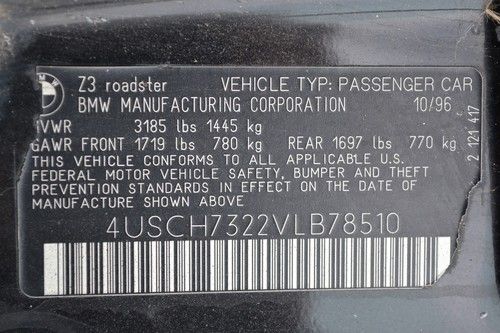 Z3 roadster VEHICLE TYP: PASSENGER CAR
BMW MANUFACTURING CORPORATION 10/96
GVWR 3185 lbs 1445 kg
GAWR FRONT 1719 lbs 780 kg REAR 1697 lbs 770 kg
THIS VEHICLE CONFORMS TO ALL APPLICABLE U.S.
FEDERAL MOTOR VEHICLE SAFETY, BUMPER AND THEFT
PREVENTION STANDARDS IN EFFECT ON THE DATE OF
MANUFACTURE SHOWN ABOVE
4USCH7322VLB78510
2 121 417